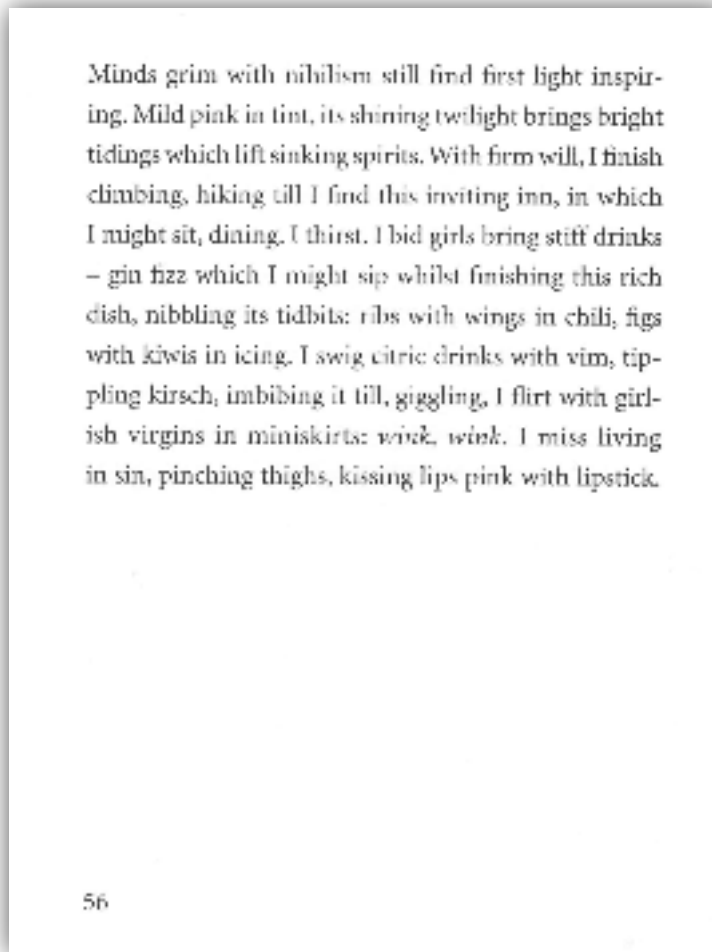 Minds grim with nihilism still find first light inspir-
ing. Mild pink in tint, its shining twilight brings bright
tidings which lift sinking spirits. With firm will, I finish
climbing, hiking till I find this inviting inn, in which
I might sit, dining. I thirst. I bid girls bring stiff drinks
– gin fizz which I might sip whilst finishing this rich
dish, nibbling its tidbits: ribs with wings in chili, figs
with kiwis in icing. I swig citric drinks with vim, tip-
pling kirsch, imbibing it till, giggling, I flirt with girl-
ish virgins in miniskirts: wink, wink. I miss living
in sin, pinching thighs, kissing lips pink with lipstick.
56